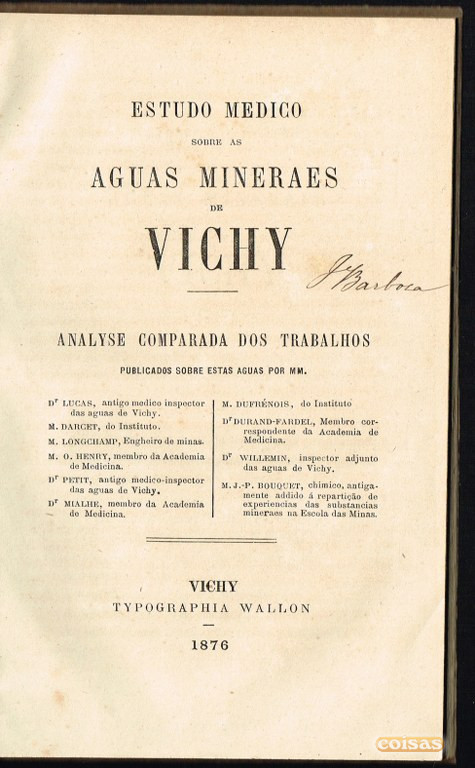 ESTUDO MEDICO
SOBRE AS
AGUAS MINERAES
DE
VICHY
J Barbosa
ANALYSE COMPARADA DOS TRABALHOS
PUBLICADOS SOBRE ESTAS AGUAS POR MM.
Dr LUCAS, antigo medico inspector
das aguas de Vichy.
M. DARCET, do Instituto.
M. LONGCHAMP, Engheiro de minas.
M. O. HENRY, membro da Academia
de Medicina.
Dr PETIT, antigo medico-inspector
das aguas de Vichy.
Dr MIALHE, membro da Academia
de Medicina.
M. DUFRÉNOIS, do Instituto
Dr DURAND-FARDEL, Membro cor-
respondente da Academia de
Medicina.
Dr WILLEMIN, inspector adjunto
das aguas de Vichy.
M. J.-P. BOUQUET, chimico, antiga-
mente addido á repartição de
experiencias das substancias
mineraes na Escola das Minas.
VICHY
TYPOGRAPHIA WALLON
1876
coisas